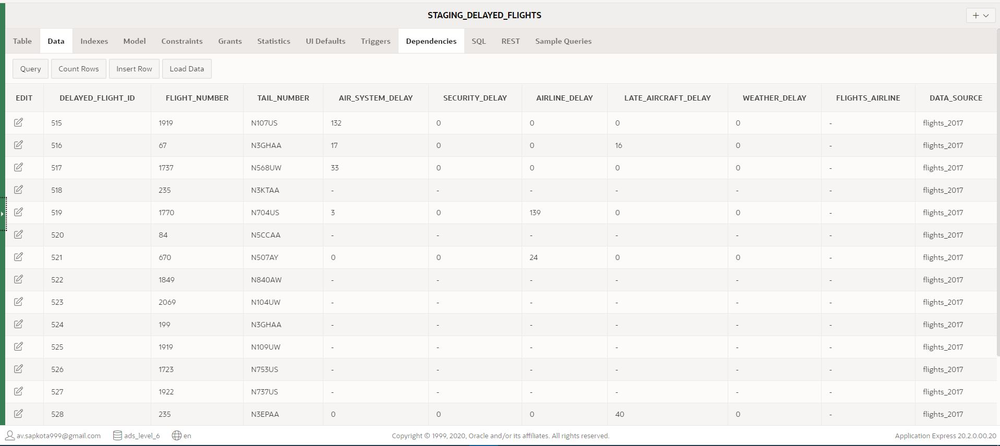 STAGING_DELAYED_FLIGHTS
Table Data Indexes Model Constraints Grants Statistics UI Defaults Triggers Dependencies SQL REST Sample Queries
Query Count Rows Insert Row Load Data
EDIT DELAYED_FLIGHT_ID FLIGHT_NUMBER TAIL_NUMBER AIR_SYSTEM_DELAY SECURITY_DELAY AIRLINE_DELAY LATE_AIRCRAFT_DELAY WEATHER_DELAY FLIGHTS_AIRLINE DATA_SOURCE
515 1919 N107US 132 0 0 0 0 - flights_2017
516 67 N3GHAA 17 0 0 16 0 - flights_2017
517 1737 N568UW 33 0 0 0 0 - flights_2017
518 235 N3KTAA - - - - - - flights_2017
519 1770 N704US 3 0 139 0 0 - flights_2017
520 84 N5CCAA - - - - - - flights_2017
521 670 N507AY 0 0 24 0 0 - flights_2017
522 1849 N840AW - - - - - - flights_2017
523 2069 N104UW - - - - - - flights_2017
524 199 N3GHAA - - - - - - flights_2017
525 1919 N109UW - - - - - - flights_2017
526 1723 N753US - - - - - - flights_2017
527 1922 N737US - - - - - - flights_2017
528 235 N3EPAA 0 0 0 40 0 - flights_2017
av.sapkota999@gmail.com ads_level_6 en Copyright © 1999, 2020, Oracle and/or its affiliates. All rights reserved. Application Express 20.2.0.00.20